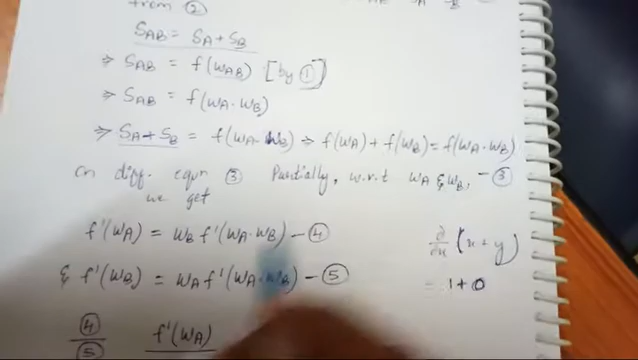 from ②
S_AB = S_A + S_B
⇒ S_AB = f(W_AB) [by ①]
⇒ S_AB = f(W_A · W_B)
⇒ S_A + S_B = f(W_A · W_B) ⇒ f(W_A) + f(W_B) = f(W_A · W_B)
On diff. equn ③ Partially, w.r.t W_A & W_B, — ③
we get
f'(W_A) = W_B f'(W_A · W_B) — ④
& f'(W_B) = W_A f'(W_A · W_B) — ⑤
∂/∂x (x + y)
= 1 + 0
④/⑤ f'(W_A)